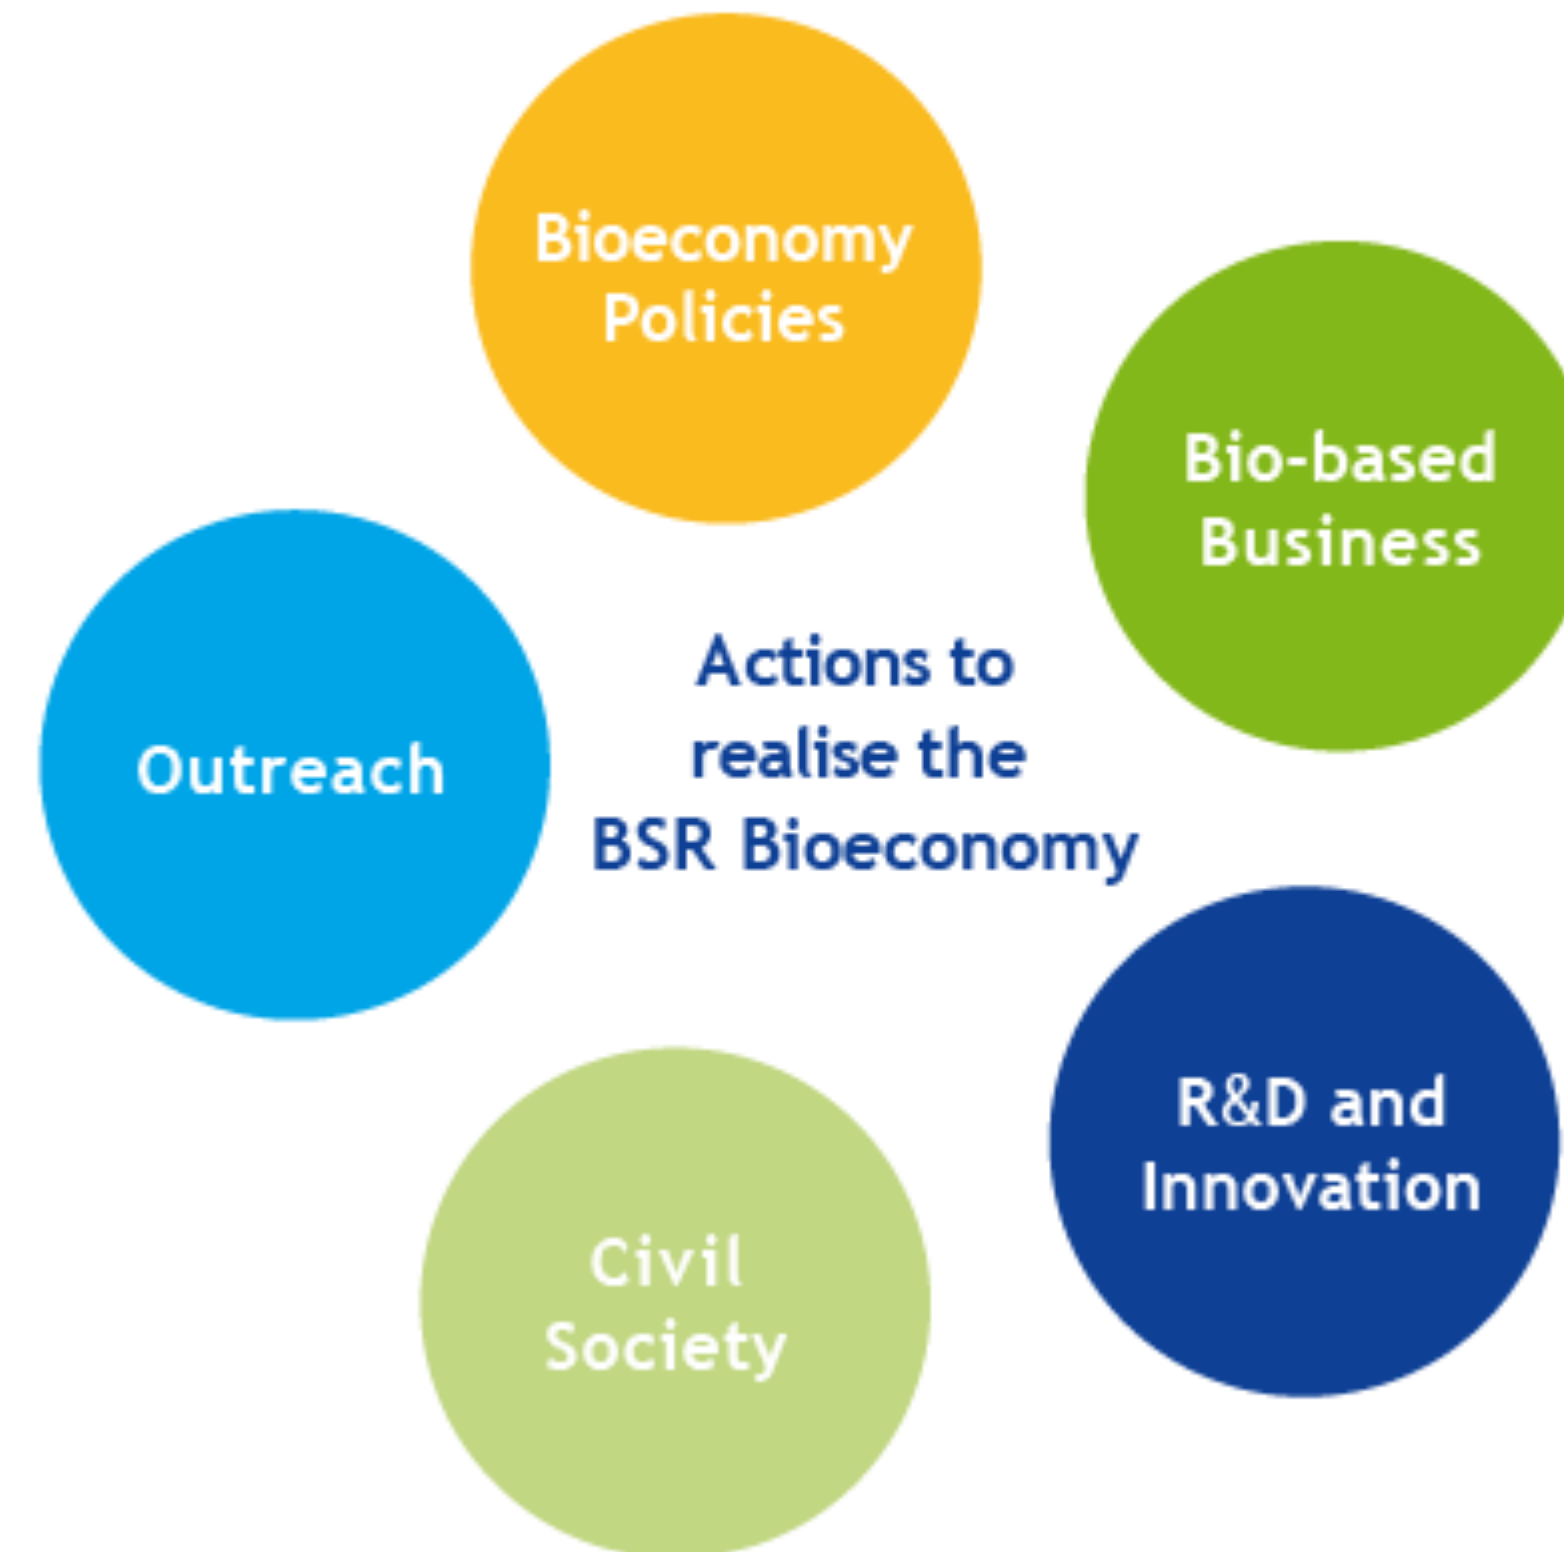 Bioeconomy
Policies
Bio-based
Business
Outreach
Actions to
realise the
BSR Bioeconomy
R&D and
Innovation
Civil
Society